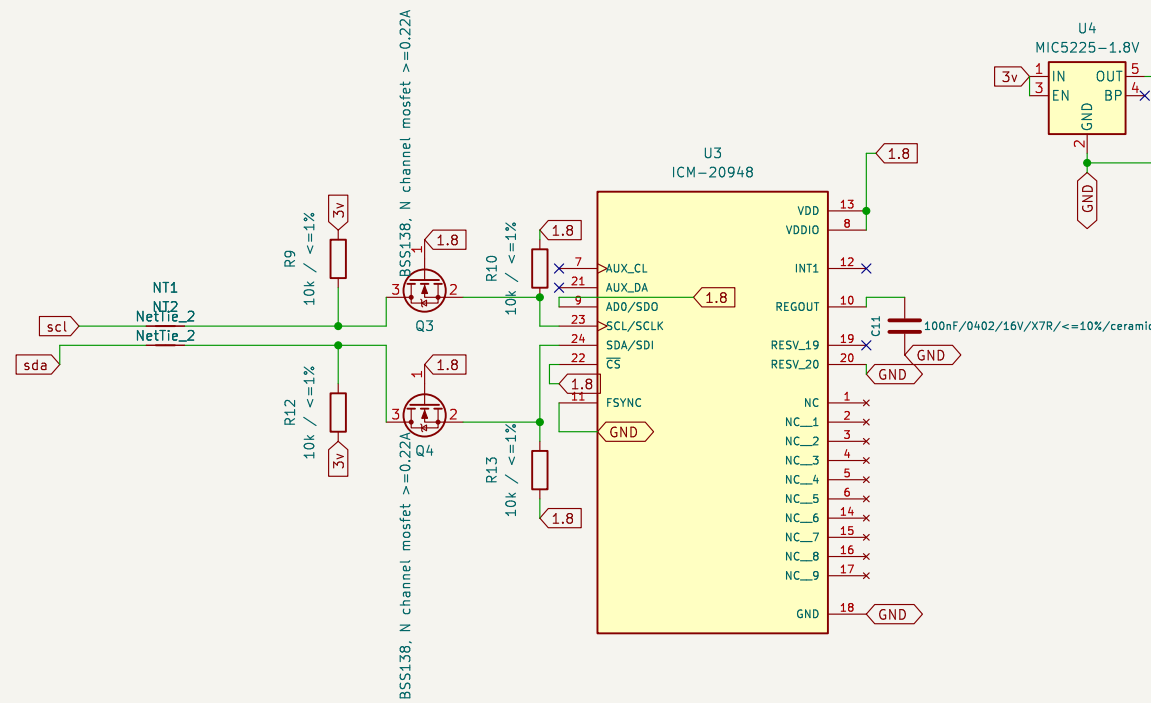 U4
MIC5225-1.8V
3v
1
IN
OUT
5
3
EN
BP
4
GND
2
GND
U3
ICM-20948
1.8
VDD
13
VDDIO
8
7
AUX_CL
INT1
12
21
AUX_DA
9
AD0/SDO
1.8
REGOUT
10
23
SCL/SCLK
C11
100nF/0402/16V/X7R/<=10%/ceramic
24
SDA/SDI
RESV_19
19
GND
22
CS
RESV_20
20
GND
1.8
11
FSYNC
GND
NC
1
NC__1
2
NC__2
3
NC__3
4
NC__4
5
NC__5
6
NC__6
14
NC__7
15
NC__8
16
NC__9
17
GND
18
GND
BSS138, N channel mosfet >=0.22A
3v
R9
10k / <=1%
1.8
1
3
2
Q3
1.8
R10
10k / <=1%
NT1
NT2
NetTie_2
NetTie_2
scl
sda
1.8
1
3
2
Q4
R12
10k / <=1%
3v
R13
10k / <=1%
1.8
BSS138, N channel mosfet >=0.22A